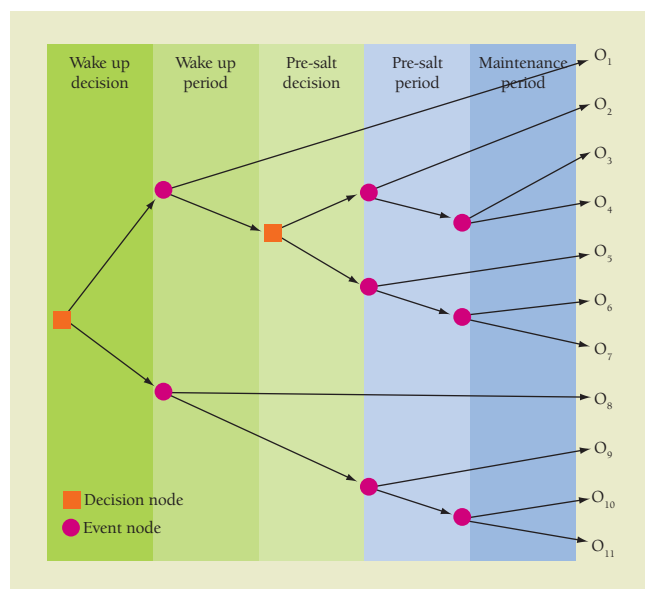 Wake up
decision
Wake up
period
Pre-salt
decision
Pre-salt
period
Maintenance
period
O₁
O₂
O₃
O₄
O₅
O₆
O₇
O₈
O₉
O₁₀
O₁₁
Decision node
Event node